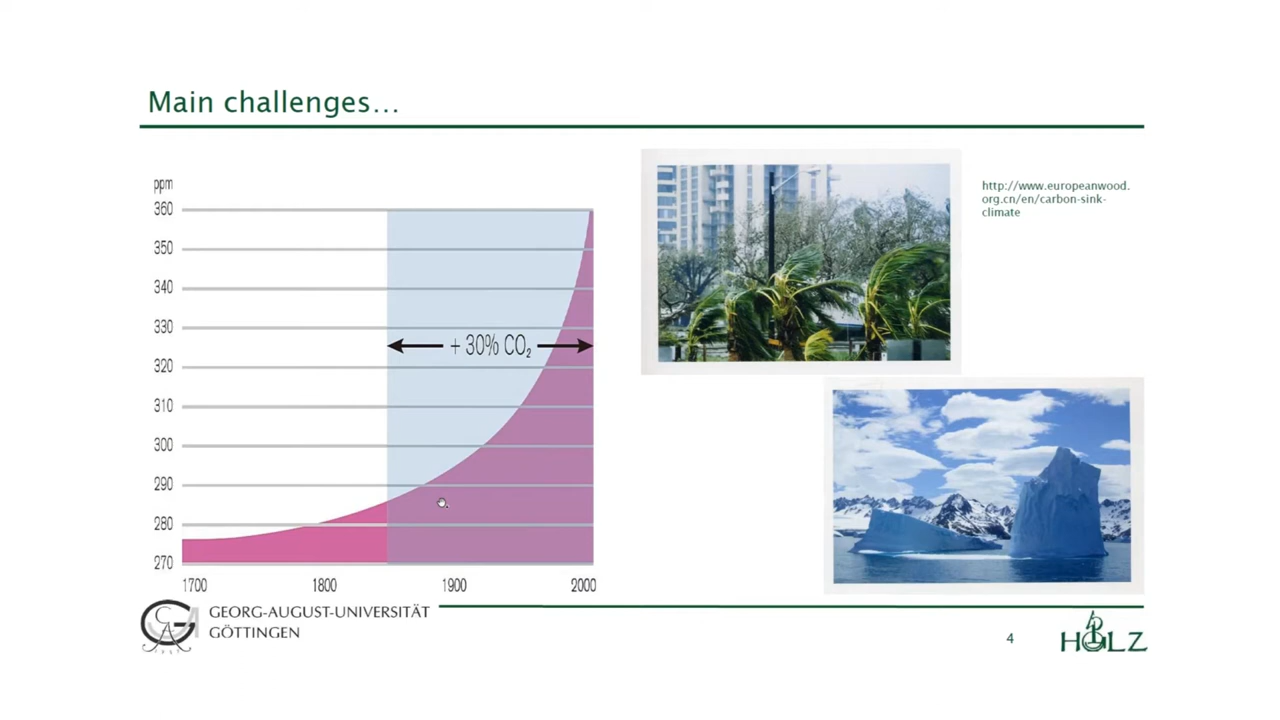 Main challenges...
ppm
360
350
340
330
320
310
300
290
280
270
+ 30% CO₂
1700
1800
1900
2000
http://www.europeanwood.
org.cn/en/carbon-sink-
climate
GEORG-AUGUST-UNIVERSITÄT
GÖTTINGEN
4
HOLZ